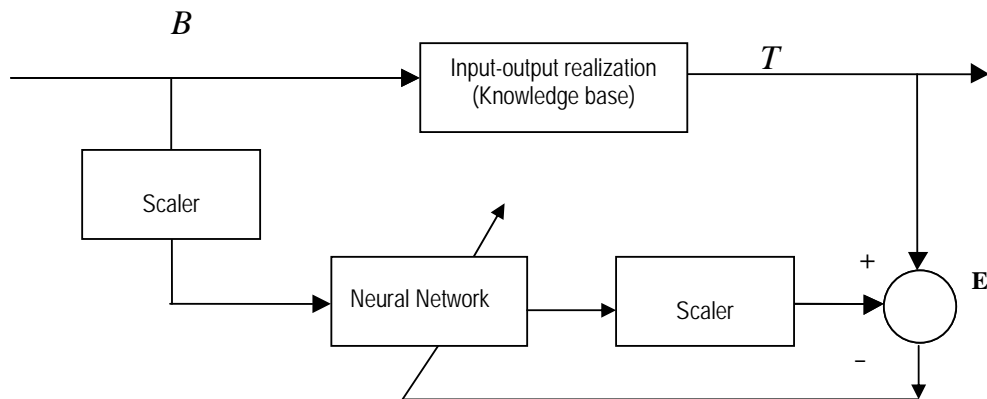 B
Input-output realization
(Knowledge base)
T
Scaler
Neural Network
Scaler
+
E
−